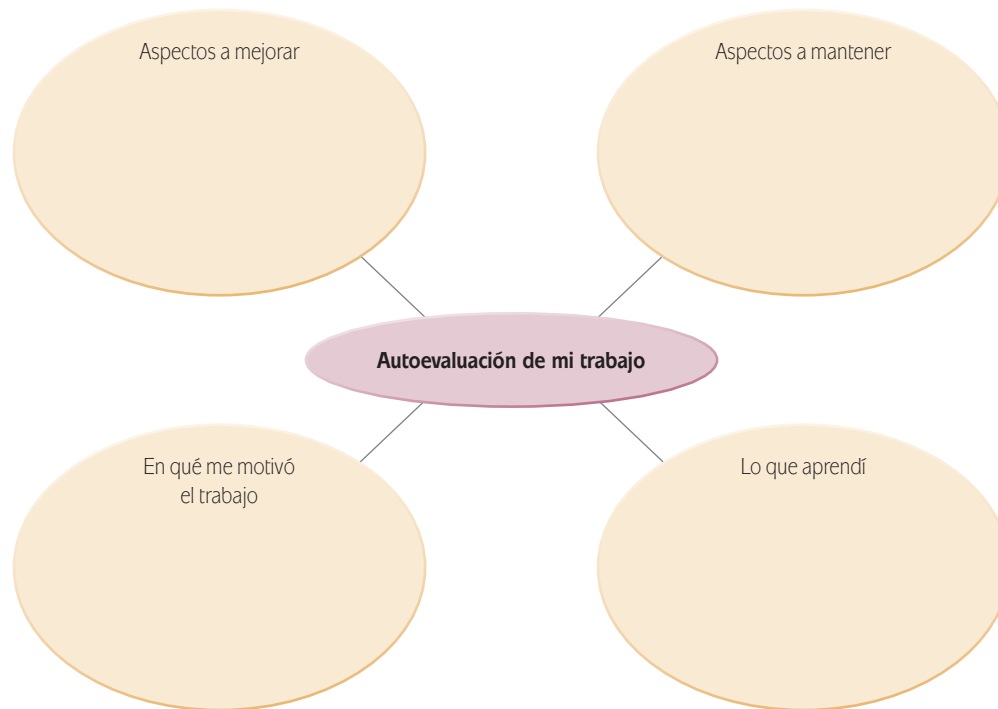 Aspectos a mejorar
Aspectos a mantener
Autoevaluación de mi trabajo
En qué me motivó
el trabajo
Lo que aprendí